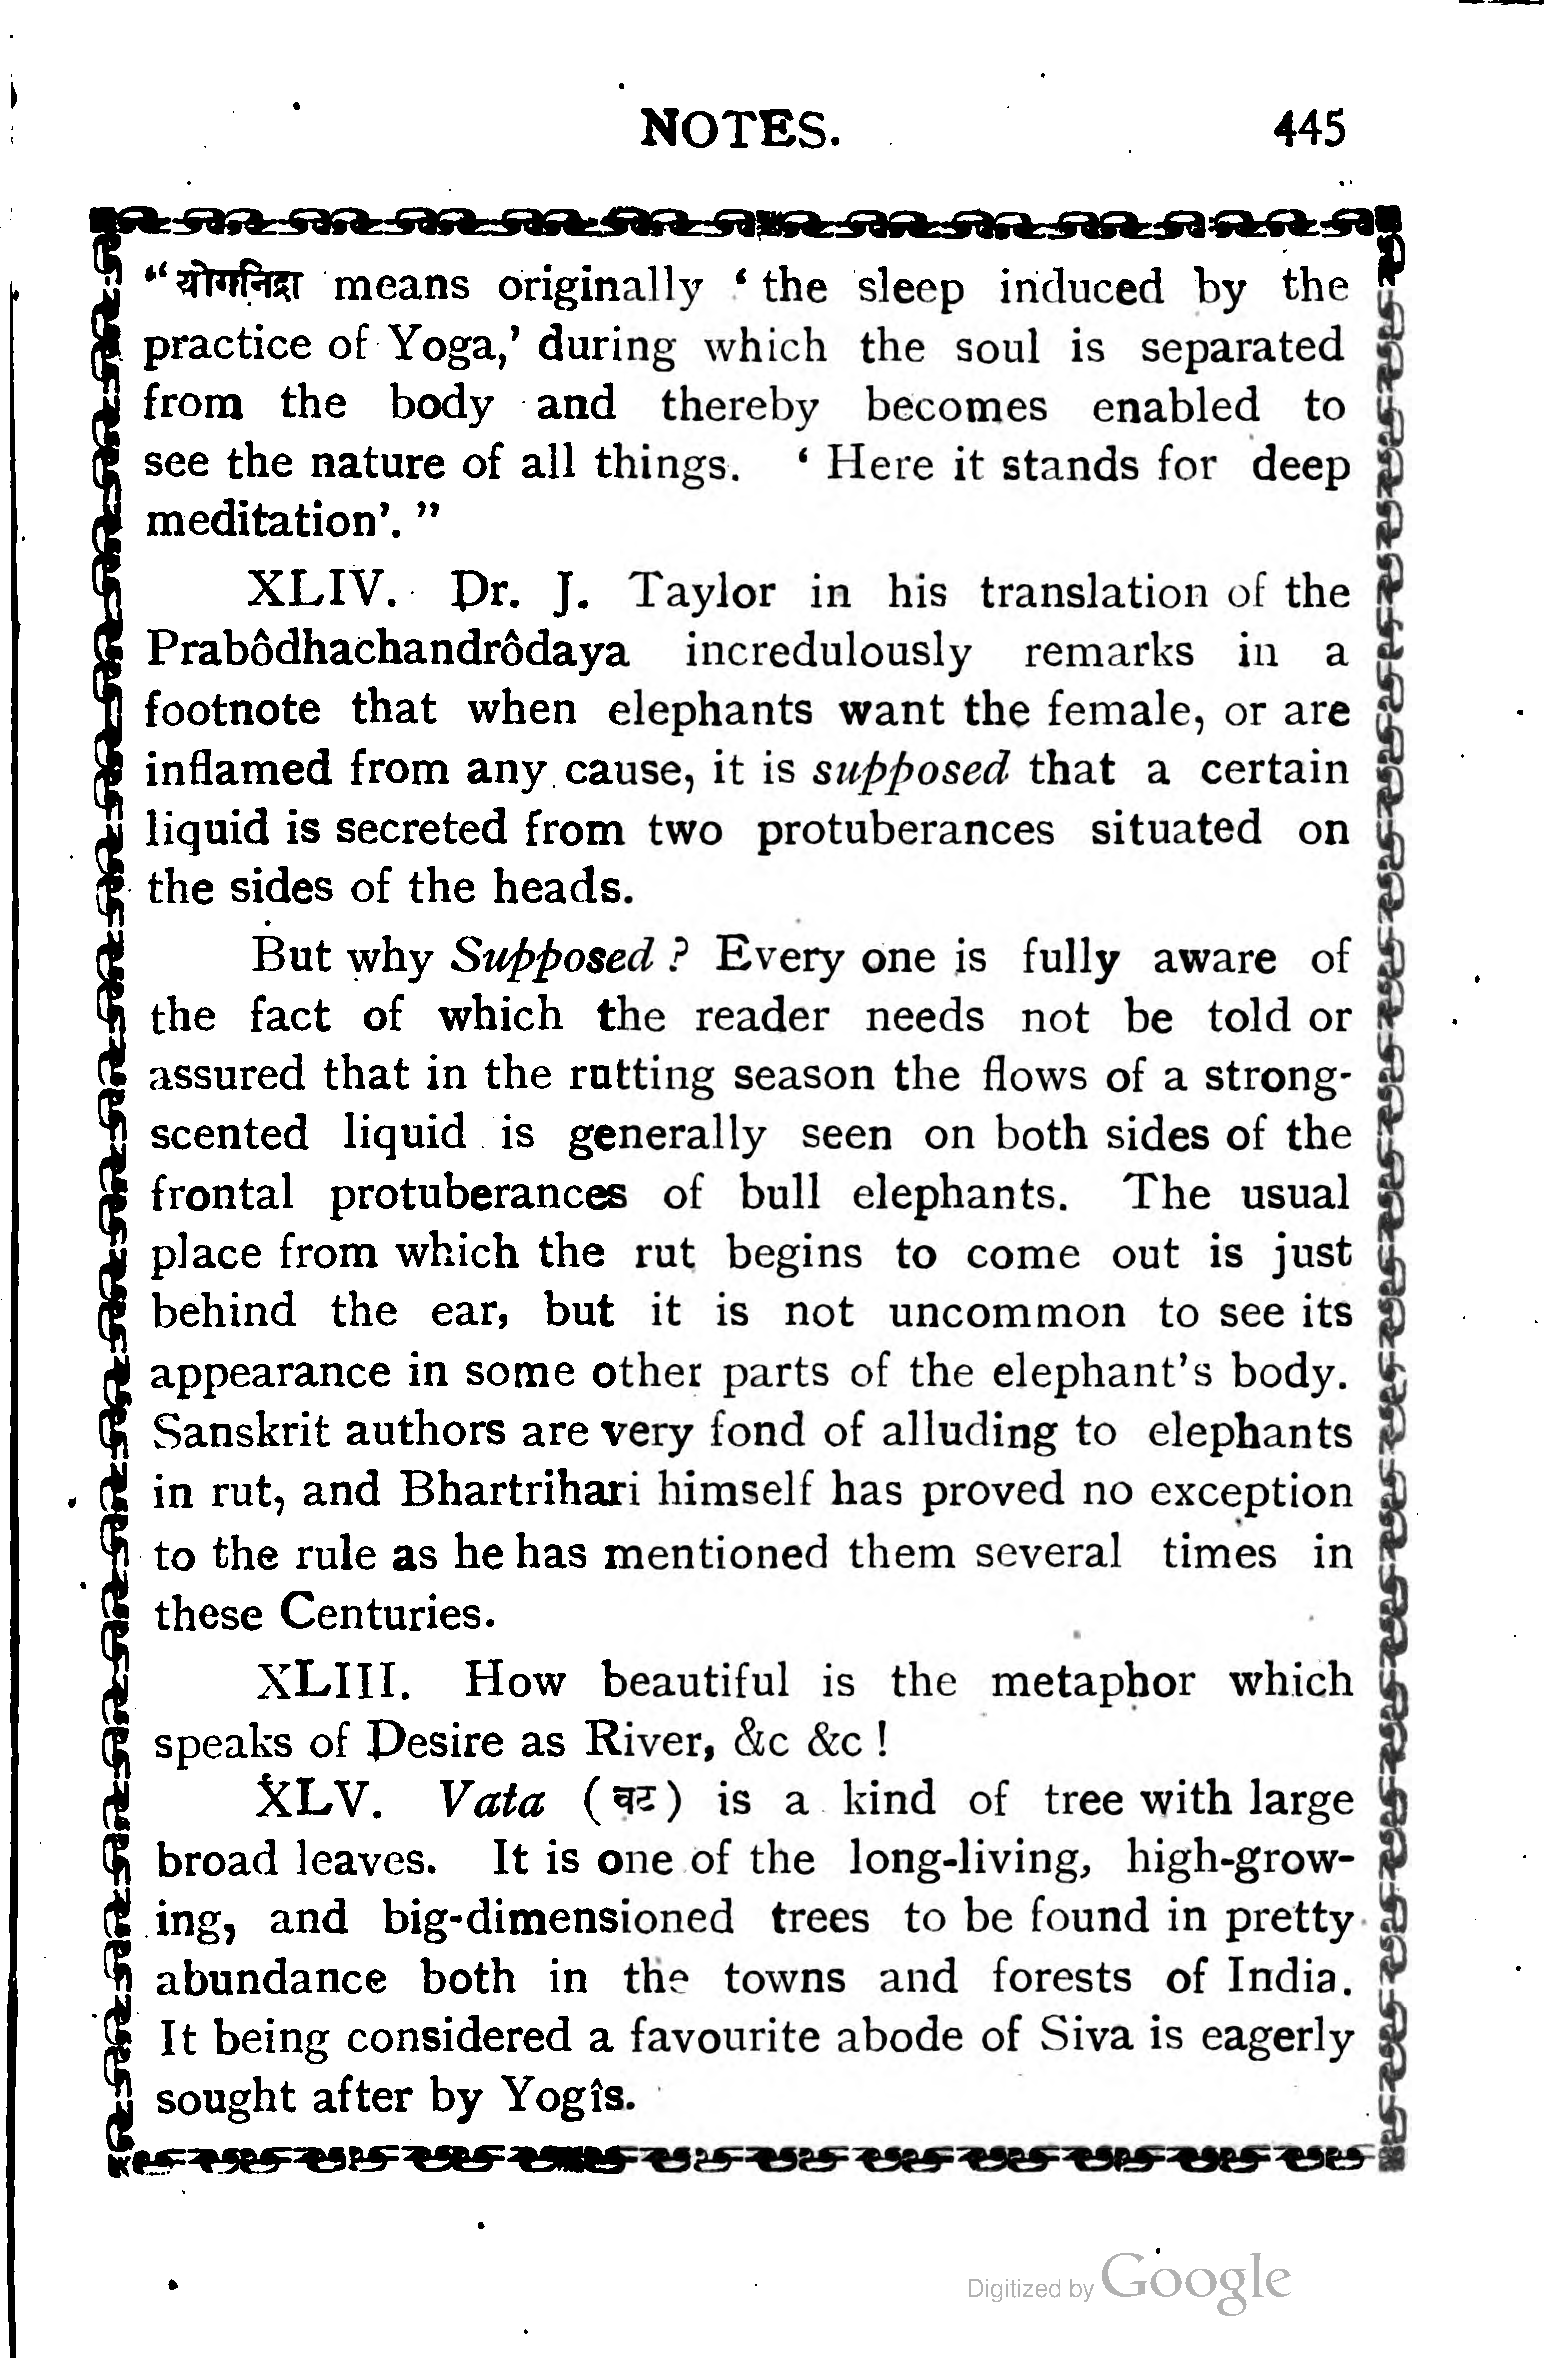 NOTES. 445
“योगनिद्रा means originally ‘ the sleep induced by the
practice of Yoga,’ during which the soul is separated
from the body and thereby becomes enabled to
see the nature of all things. ‘ Here it stands for deep
meditation’. ”
XLIV. Dr. J. Taylor in his translation of the
Prabôdhachandrôdaya incredulously remarks in a
footnote that when elephants want the female, or are
inflamed from any cause, it is supposed that a certain
liquid is secreted from two protuberances situated on
the sides of the heads.
But why Supposed ? Every one is fully aware of
the fact of which the reader needs not be told or
assured that in the rutting season the flows of a strong-
scented liquid is generally seen on both sides of the
frontal protuberances of bull elephants. The usual
place from which the rut begins to come out is just
behind the ear, but it is not uncommon to see its
appearance in some other parts of the elephant’s body.
Sanskrit authors are very fond of alluding to elephants
in rut, and Bhartrihari himself has proved no exception
to the rule as he has mentioned them several times in
these Centuries.
XLIII. How beautiful is the metaphor which
speaks of Desire as River, &c &c !
XLV. Vata (वट) is a kind of tree with large
broad leaves. It is one of the long-living, high-grow-
ing, and big-dimensioned trees to be found in pretty
abundance both in the towns and forests of India.
It being considered a favourite abode of Siva is eagerly
sought after by Yogîs.
Digitized by Google